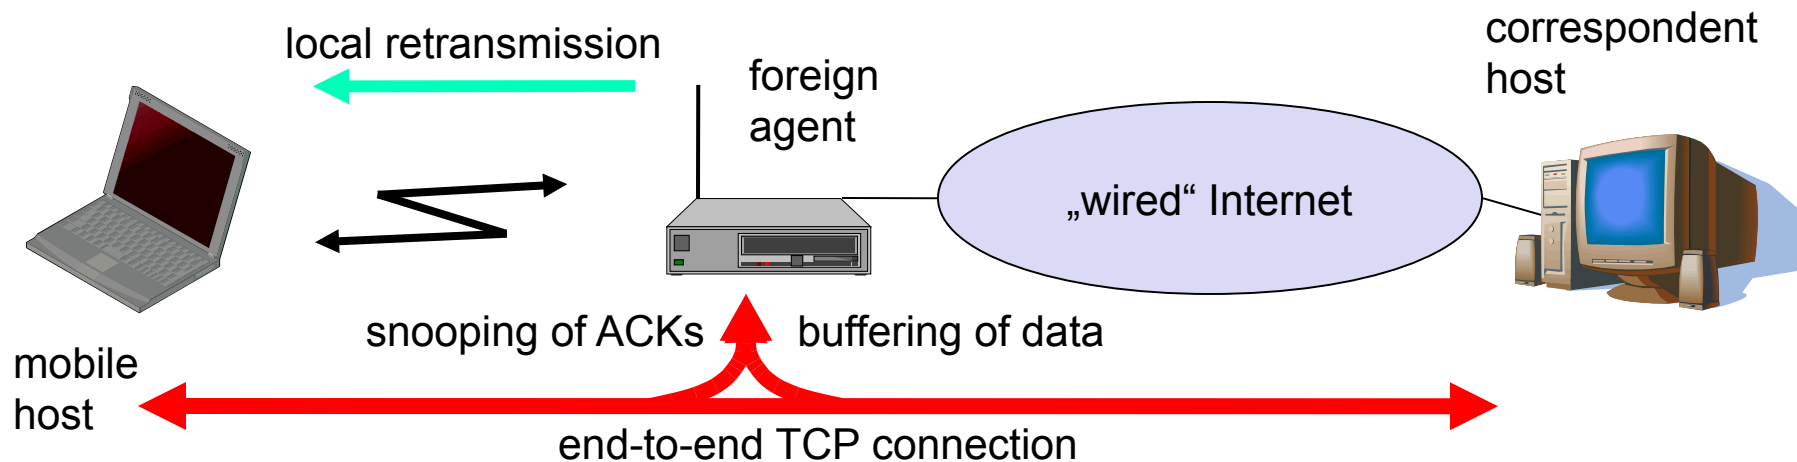 local retransmission
correspondent
host
foreign
agent
„wired“ Internet
snooping of ACKs
buffering of data
mobile
host
end-to-end TCP connection